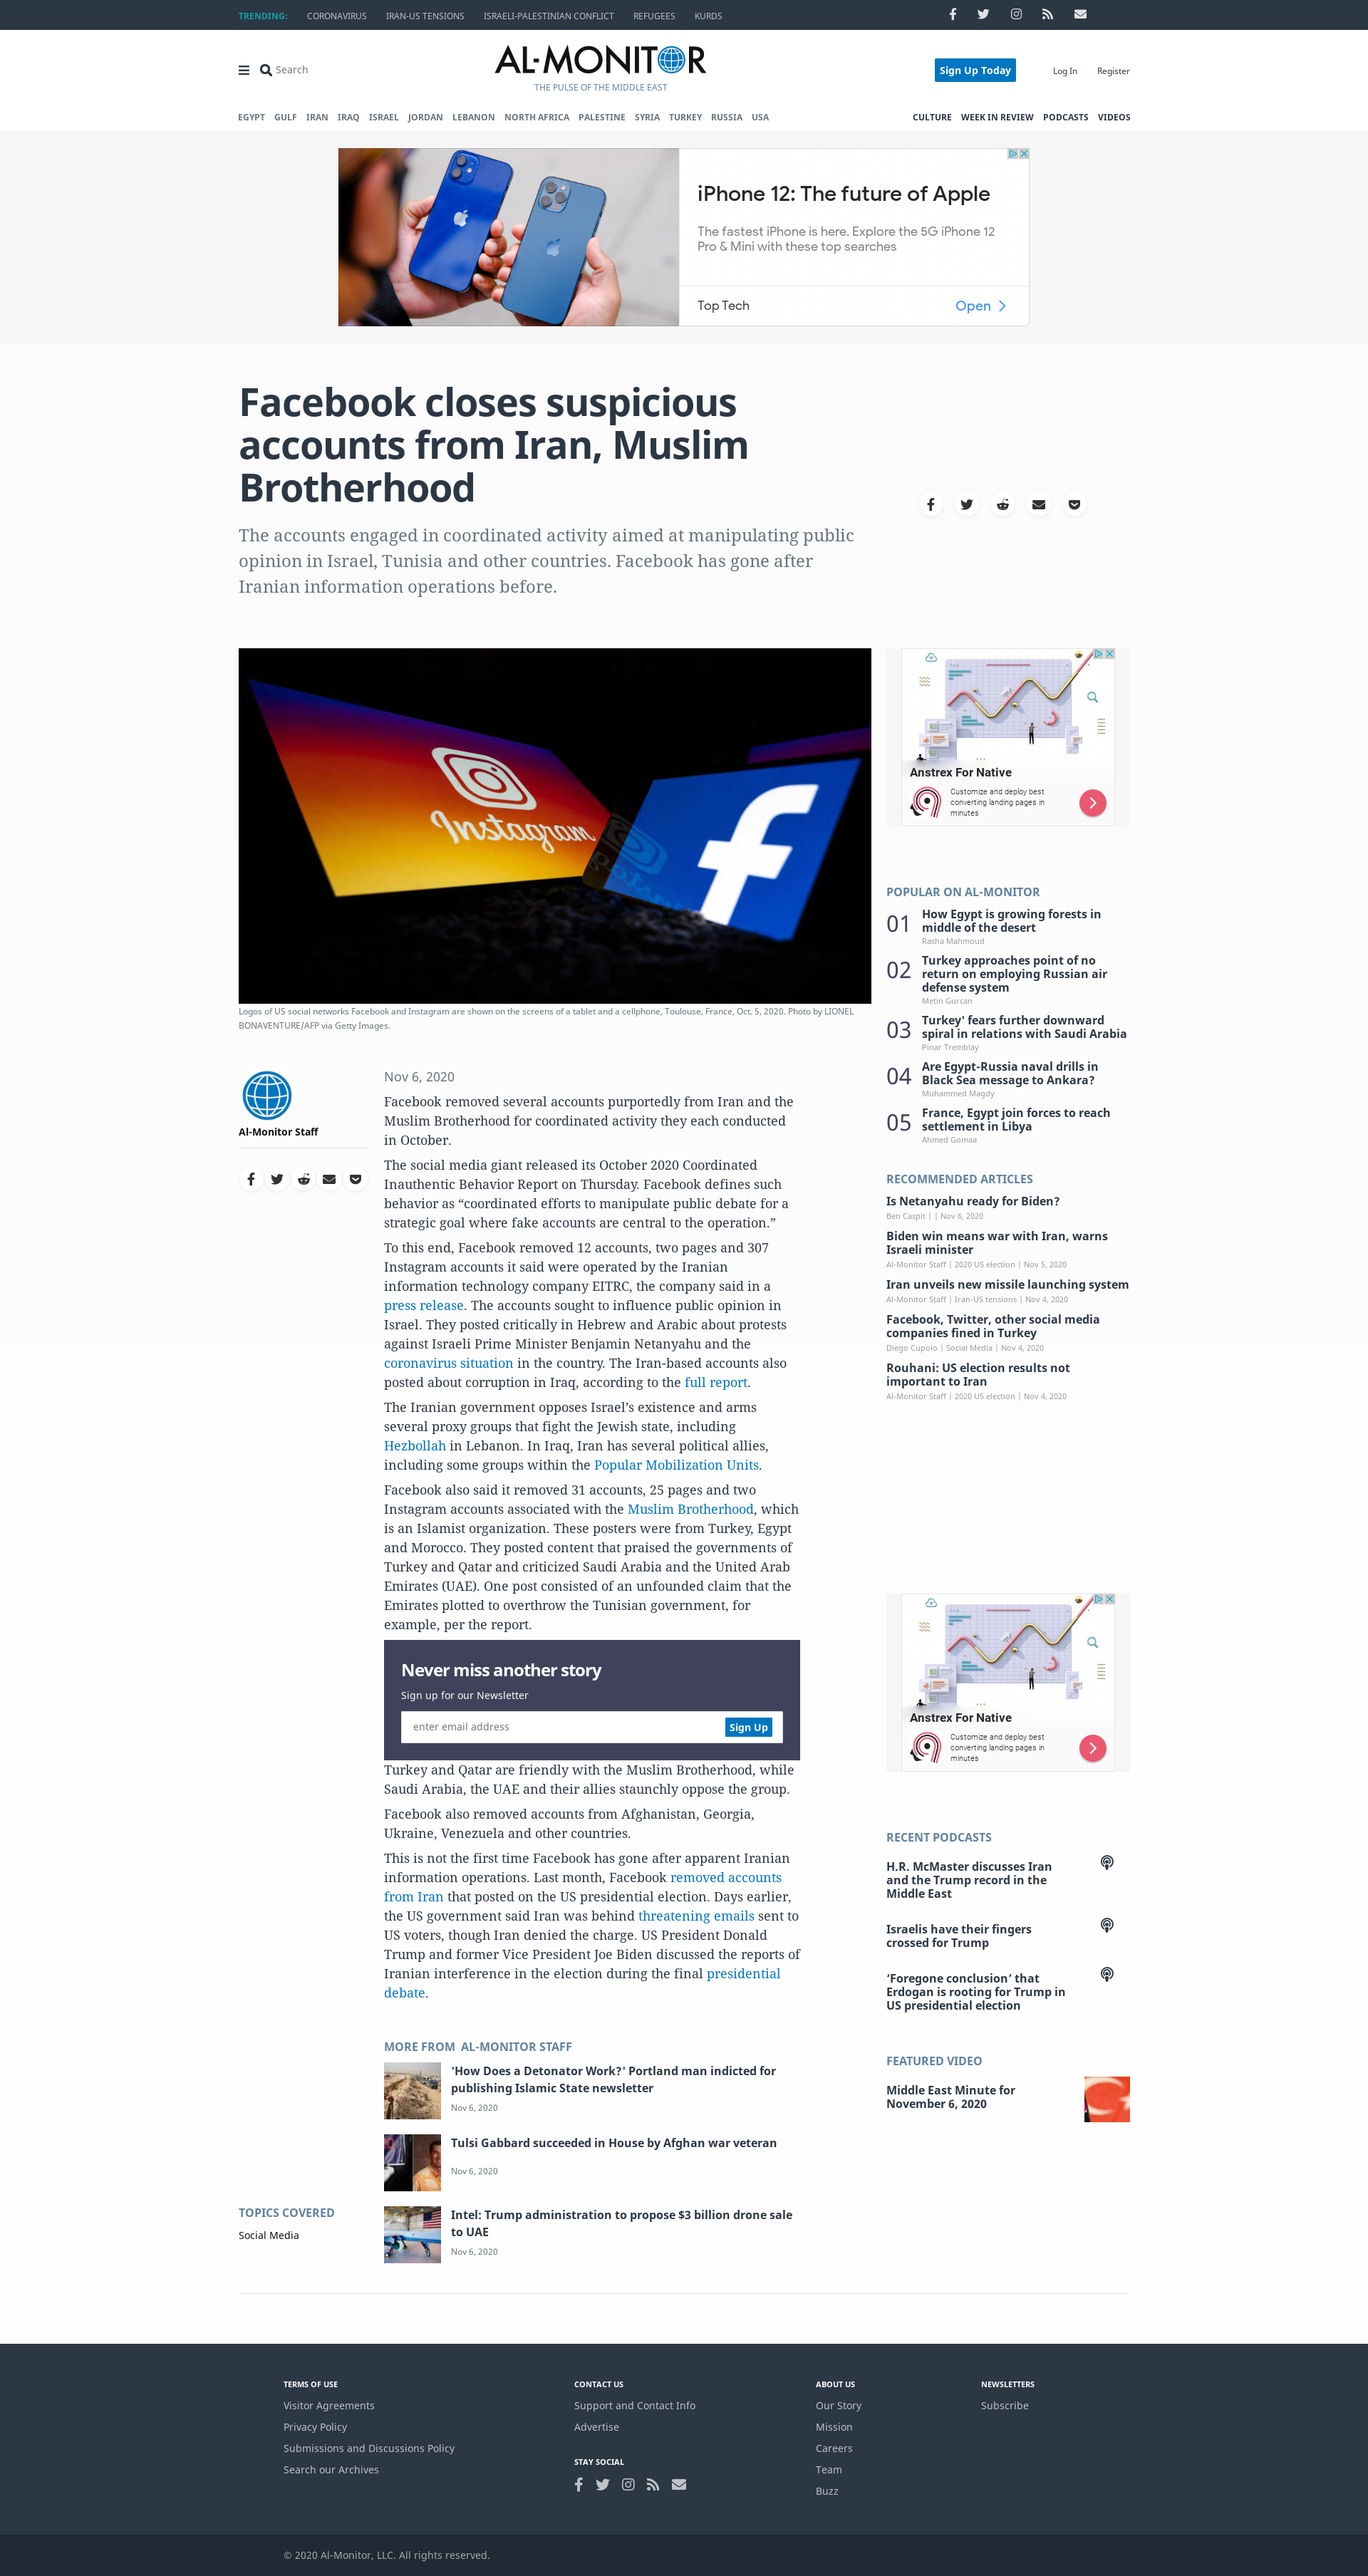 TRENDING: CORONAVIRUS IRAN-US TENSIONS ISRAELI-PALESTINIAN CONFLICT REFUGEES KURDS
Search
AL-MONITOR
THE PULSE OF THE MIDDLE EAST
Sign Up Today
Log In
Register
EGYPT GULF IRAN IRAQ ISRAEL JORDAN LEBANON NORTH AFRICA PALESTINE SYRIA TURKEY RUSSIA USA
CULTURE WEEK IN REVIEW PODCASTS VIDEOS
iPhone 12: The future of Apple
The fastest iPhone is here. Explore the 5G iPhone 12
Pro & Mini with these top searches
Top Tech
Open
Facebook closes suspicious
accounts from Iran, Muslim
Brotherhood
The accounts engaged in coordinated activity aimed at manipulating public
opinion in Israel, Tunisia and other countries. Facebook has gone after
Iranian information operations before.
Instagram
Logos of US social networks Facebook and Instagram are shown on the screens of a tablet and a cellphone, Toulouse, France, Oct. 5, 2020. Photo by LIONEL
BONAVENTURE/AFP via Getty Images.
Al-Monitor Staff
Nov 6, 2020
Facebook removed several accounts purportedly from Iran and the
Muslim Brotherhood for coordinated activity they each conducted
in October.
The social media giant released its October 2020 Coordinated
Inauthentic Behavior Report on Thursday. Facebook defines such
behavior as “coordinated efforts to manipulate public debate for a
strategic goal where fake accounts are central to the operation.”
To this end, Facebook removed 12 accounts, two pages and 307
Instagram accounts it said were operated by the Iranian
information technology company EITRC, the company said in a
press release. The accounts sought to influence public opinion in
Israel. They posted critically in Hebrew and Arabic about protests
against Israeli Prime Minister Benjamin Netanyahu and the
coronavirus situation in the country. The Iran-based accounts also
posted about corruption in Iraq, according to the full report.
The Iranian government opposes Israel’s existence and arms
several proxy groups that fight the Jewish state, including
Hezbollah in Lebanon. In Iraq, Iran has several political allies,
including some groups within the Popular Mobilization Units.
Facebook also said it removed 31 accounts, 25 pages and two
Instagram accounts associated with the Muslim Brotherhood, which
is an Islamist organization. These posters were from Turkey, Egypt
and Morocco. They posted content that praised the governments of
Turkey and Qatar and criticized Saudi Arabia and the United Arab
Emirates (UAE). One post consisted of an unfounded claim that the
Emirates plotted to overthrow the Tunisian government, for
example, per the report.
Never miss another story
Sign up for our Newsletter
enter email address
Sign Up
Turkey and Qatar are friendly with the Muslim Brotherhood, while
Saudi Arabia, the UAE and their allies staunchly oppose the group.
Facebook also removed accounts from Afghanistan, Georgia,
Ukraine, Venezuela and other countries.
This is not the first time Facebook has gone after apparent Iranian
information operations. Last month, Facebook removed accounts
from Iran that posted on the US presidential election. Days earlier,
the US government said Iran was behind threatening emails sent to
US voters, though Iran denied the charge. US President Donald
Trump and former Vice President Joe Biden discussed the reports of
Iranian interference in the election during the final presidential
debate.
MORE FROM AL-MONITOR STAFF
'How Does a Detonator Work?' Portland man indicted for
publishing Islamic State newsletter
Nov 6, 2020
Tulsi Gabbard succeeded in House by Afghan war veteran
Nov 6, 2020
Intel: Trump administration to propose $3 billion drone sale
to UAE
Nov 6, 2020
TOPICS COVERED
Social Media
Anstrex For Native
Customize and deploy best
converting landing pages in
minutes
POPULAR ON AL-MONITOR
01
How Egypt is growing forests in
middle of the desert
Rasha Mahmoud
02
Turkey approaches point of no
return on employing Russian air
defense system
Metin Gurcan
03
Turkey' fears further downward
spiral in relations with Saudi Arabia
Pinar Tremblay
04
Are Egypt-Russia naval drills in
Black Sea message to Ankara?
Muhammed Magdy
05
France, Egypt join forces to reach
settlement in Libya
Ahmed Gomaa
RECOMMENDED ARTICLES
Is Netanyahu ready for Biden?
Ben Caspit | | Nov 6, 2020
Biden win means war with Iran, warns
Israeli minister
Al-Monitor Staff | 2020 US election | Nov 5, 2020
Iran unveils new missile launching system
Al-Monitor Staff | Iran-US tensions | Nov 4, 2020
Facebook, Twitter, other social media
companies fined in Turkey
Diego Cupolo | Social Media | Nov 4, 2020
Rouhani: US election results not
important to Iran
Al-Monitor Staff | 2020 US election | Nov 4, 2020
Anstrex For Native
Customize and deploy best
converting landing pages in
minutes
RECENT PODCASTS
H.R. McMaster discusses Iran
and the Trump record in the
Middle East
Israelis have their fingers
crossed for Trump
‘Foregone conclusion’ that
Erdogan is rooting for Trump in
US presidential election
FEATURED VIDEO
Middle East Minute for
November 6, 2020
TERMS OF USE
Visitor Agreements
Privacy Policy
Submissions and Discussions Policy
Search our Archives
CONTACT US
Support and Contact Info
Advertise
STAY SOCIAL
ABOUT US
Our Story
Mission
Careers
Team
Buzz
NEWSLETTERS
Subscribe
© 2020 Al-Monitor, LLC. All rights reserved.